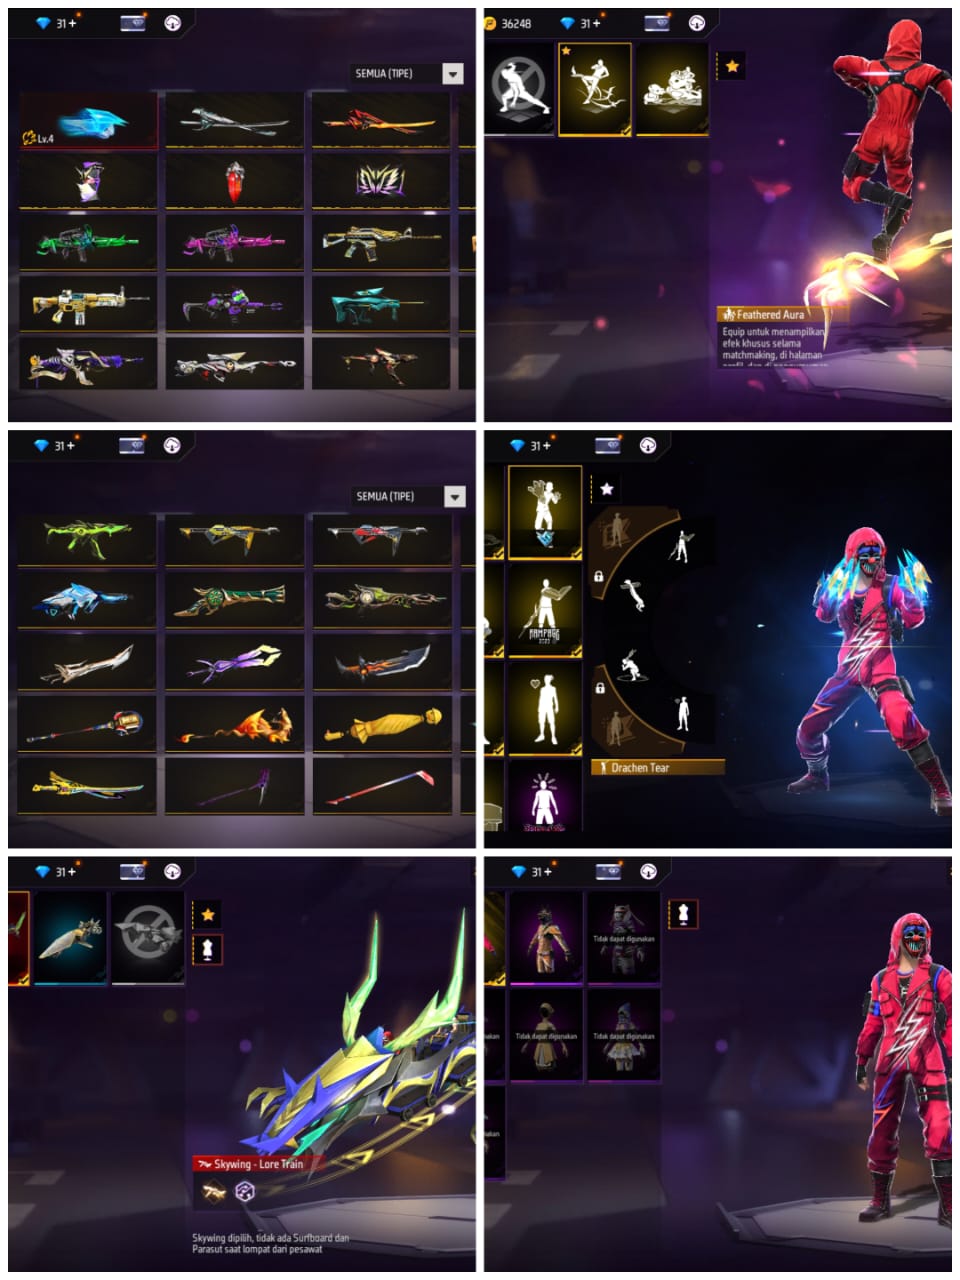 31+
SEMUA (TIPE)
Lv.4
36248
31+
Feathered Aura
Equip untuk menampilkan
efek khusus selama
matchmaking, di halaman
31+
SEMUA (TIPE)
31+
RAMPAGE
Drachen Tear
31+
Skywing - Lore Train
Skywing dipilih, tidak ada Surfboard dan
Parasut saat lompat dari pesawat
31+
Tidak dapat digunakan
Tidak dapat digunakan
Tidak dapat digunakan